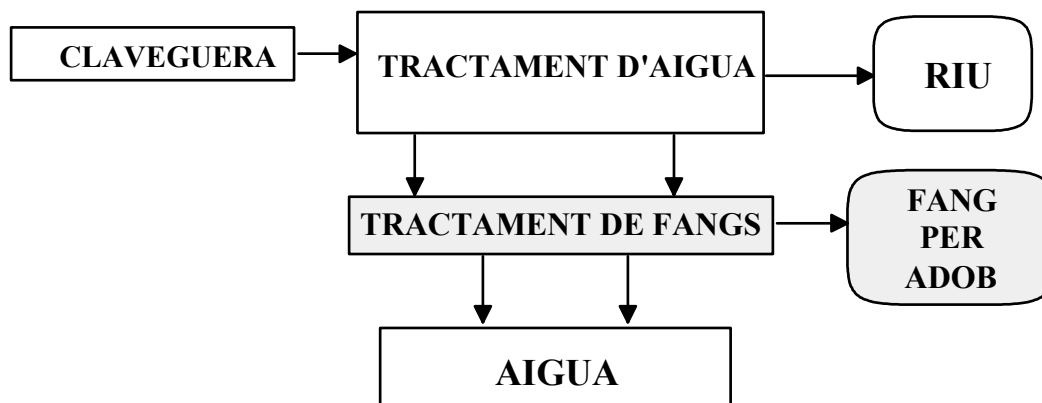 CLAVEGUERA
TRACTAMENT D'AIGUA
RIU
TRACTAMENT DE FANGS
FANG
PER
ADOB
AIGUA